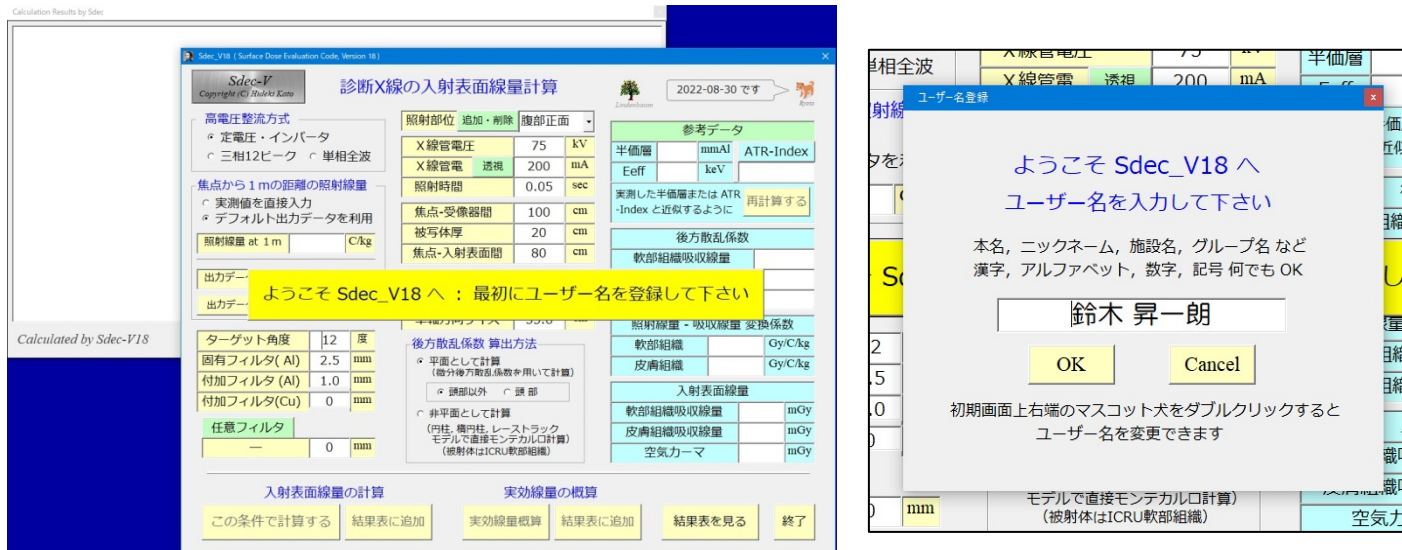 Calculation Results by Sdec
Sdec_V18 ( Surface Dose Evaluation Code, Version 18 )
Sdec-V
Copyright (C) Hideki Kato
診断X線の入射表面線量計算
Lindenbaum
2022-08-30 です
Ryota
高電圧整流方式
定電圧・インバータ
三相12ピーク 単相全波
焦点から１mの距離の照射線量
実測値を直接入力
デフォルト出力データを利用
照射線量 at 1 m C/kg
出力デー
出力デー
照射部位 追加・削除 腹部正面
X線管電圧 75 kV
X線管電 透視 200 mA
照射時間 0.05 sec
焦点-受像器間 100 cm
被写体厚 20 cm
焦点-入射表面間 80 cm
参考データ
半価層 mmAl ATR-Index
Eeff keV
実測した半価層または ATR
-Index と近似するように 再計算する
後方散乱係数
軟部組織吸収線量
ようこそ Sdec_V18 へ ： 最初にユーザー名を登録して下さい
Calculated by Sdec-V18
ターゲット角度 12 度
固有フィルタ( Al) 2.5 mm
付加フィルタ (Al) 1.0 mm
付加フィルタ(Cu) 0 mm
任意フィルタ
― 0 mm
後方散乱係数 算出方法
平面として計算
(微分後方散乱係数を用いて計算)
頭部以外 頭 部
非平面として計算
(円柱, 楕円柱, レーストラック
モデルで直接モンテカルロ計算)
(被射体はICRU軟部組織)
照射線量 - 吸収線量 変換係数
軟部組織 Gy/C/kg
皮膚組織 Gy/C/kg
入射表面線量
軟部組織吸収線量 mGy
皮膚組織吸収線量 mGy
空気カーマ mGy
入射表面線量の計算
実効線量の概算
この条件で計算する 結果表に追加 実効線量概算 結果表に追加 結果表を見る 終了
単相全波
X線管電圧 75
X線管電 透視 200 mA
半価層
ユーザー名登録
ようこそ Sdec_V18 へ
ユーザー名を入力して下さい
本名，ニックネーム，施設名，グループ名 など
漢字，アルファベット，数字，記号 何でも OK
鈴木 昇一朗
OK Cancel
初期画面上右端のマスコット犬をダブルクリックすると
ユーザー名を変更できます
mm
モデルで直接モンテカルロ計算)
(被射体はICRU軟部組織)